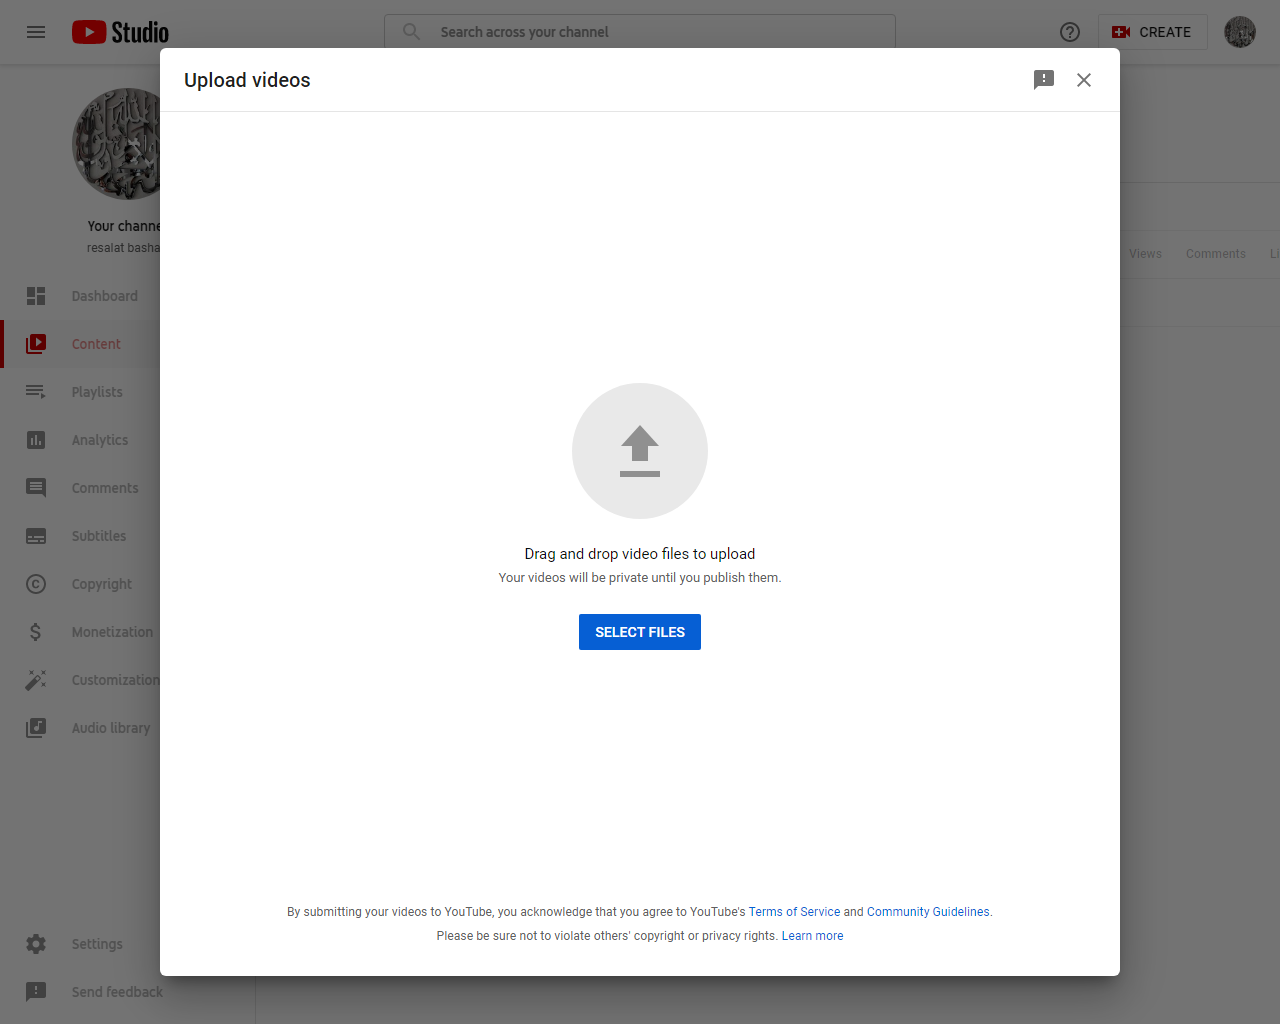 Studio
Search across your channel
CREATE
Upload videos
Your channe
resalat basha
Views
Comments
Li
Dashboard
Content
Playlists
Analytics
Comments
Subtitles
Copyright
Monetization
Customization
Audio library
Drag and drop video files to upload
Your videos will be private until you publish them.
SELECT FILES
By submitting your videos to YouTube, you acknowledge that you agree to YouTube's Terms of Service and Community Guidelines.
Please be sure not to violate others' copyright or privacy rights. Learn more
Settings
Send feedback